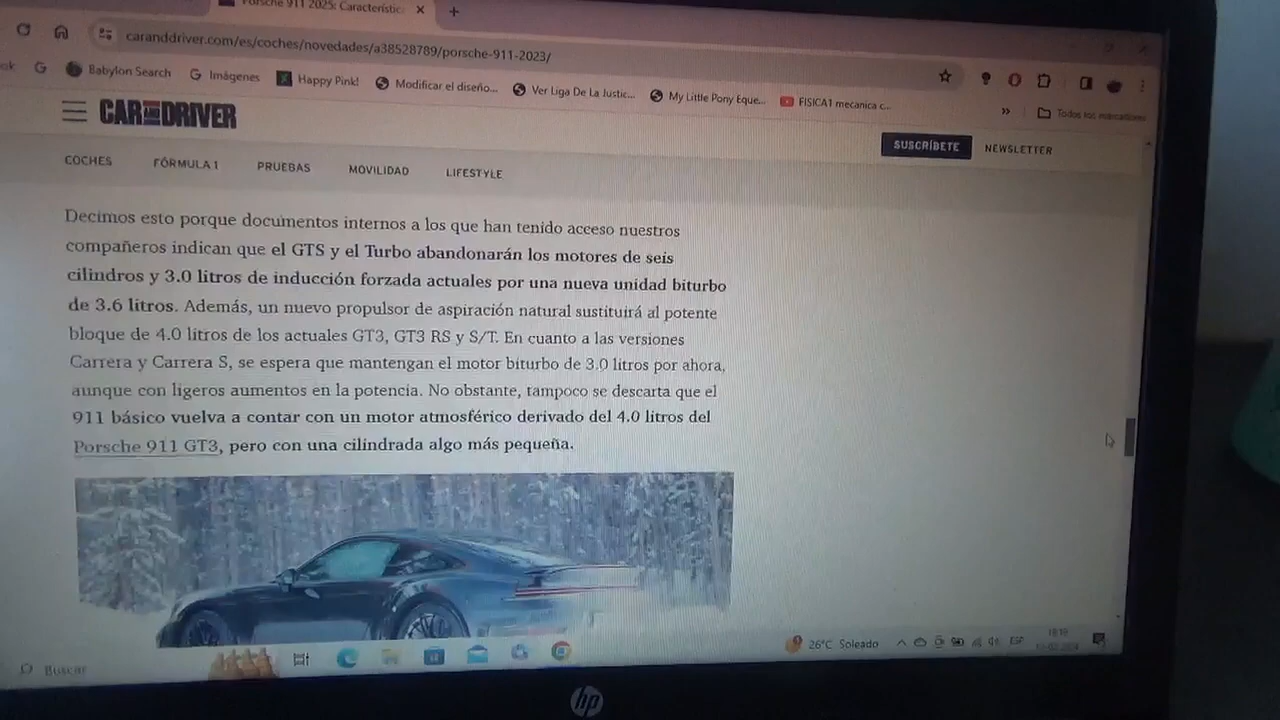 Porsche 911 2025: Característic
caranddriver.com/es/coches/novedades/a38528789/porsche-911-2023/
ok
Babylon Search
Imágenes
Happy Pink!
Modificar el diseño...
Ver Liga De La Justic...
My Little Pony Eque...
FISICA1 mecanica c...
Todos los marcadores
CAR AND DRIVER
SUSCRÍBETE
NEWSLETTER
COCHES
FÓRMULA 1
PRUEBAS
MOVILIDAD
LIFESTYLE
Decimos esto porque documentos internos a los que han tenido acceso nuestros
compañeros indican que el GTS y el Turbo abandonarán los motores de seis
cilindros y 3.0 litros de inducción forzada actuales por una nueva unidad biturbo
de 3.6 litros. Además, un nuevo propulsor de aspiración natural sustituirá al potente
bloque de 4.0 litros de los actuales GT3, GT3 RS y S/T. En cuanto a las versiones
Carrera y Carrera S, se espera que mantengan el motor biturbo de 3.0 litros por ahora,
aunque con ligeros aumentos en la potencia. No obstante, tampoco se descarta que el
911 básico vuelva a contar con un motor atmosférico derivado del 4.0 litros del
Porsche 911 GT3, pero con una cilindrada algo más pequeña.
Buscar
26°C Soleado
ESP
hp